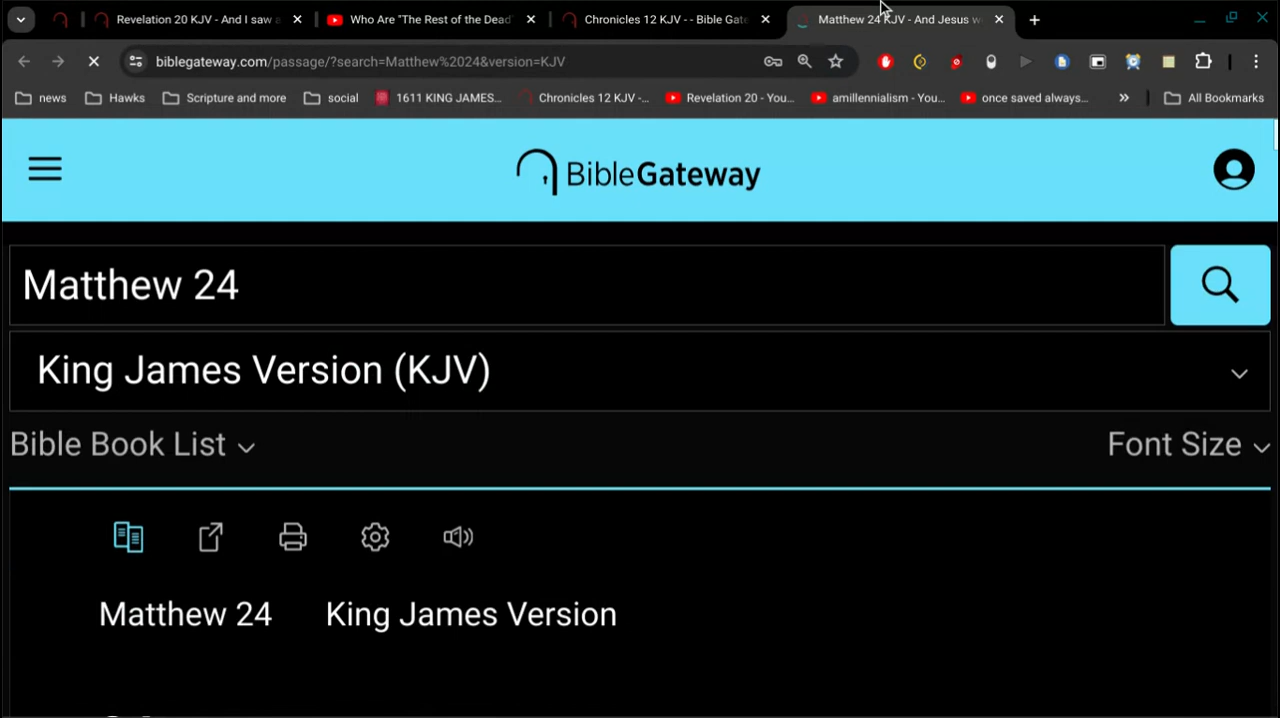 Revelation 20 KJV - And I saw a
Who Are "The Rest of the Dead"
Chronicles 12 KJV - - Bible Gate
Matthew 24 KJV - And Jesus w
biblegateway.com/passage/?search=Matthew%2024&version=KJV
news
Hawks
Scripture and more
social
1611 KING JAMES...
Chronicles 12 KJV -...
Revelation 20 - You...
amillennialism - You...
once saved always...
All Bookmarks
BibleGateway
Matthew 24
King James Version (KJV)
Bible Book List
Font Size
Matthew 24 King James Version